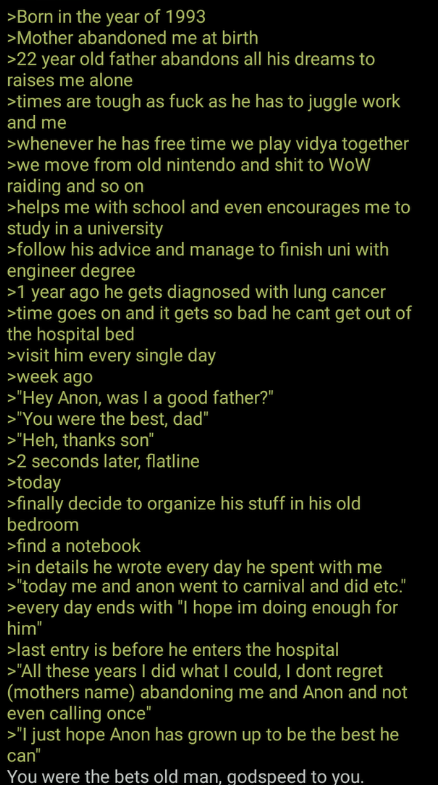 >Born in the year of 1993
>Mother abandoned me at birth
>22 year old father abandons all his dreams to
raises me alone
>times are tough as fuck as he has to juggle work
and me
>whenever he has free time we play vidya together
>we move from old nintendo and shit to WoW
raiding and so on
>helps me with school and even encourages me to
study in a university
>follow his advice and manage to finish uni with
engineer degree
>1 year ago he gets diagnosed with lung cancer
>time goes on and it gets so bad he cant get out of
the hospital bed
>visit him every single day
>week ago
>"Hey Anon, was I a good father?"
>"You were the best, dad"
>"Heh, thanks son"
>2 seconds later, flatline
>today
>finally decide to organize his stuff in his old
bedroom
>find a notebook
>in details he wrote every day he spent with me
>"today me and anon went to carnival and did etc."
>every day ends with "I hope im doing enough for
him"
>last entry is before he enters the hospital
>"All these years I did what I could, I dont regret
(mothers name) abandoning me and Anon and not
even calling once"
>"I just hope Anon has grown up to be the best he
can"
You were the bets old man, godspeed to you.